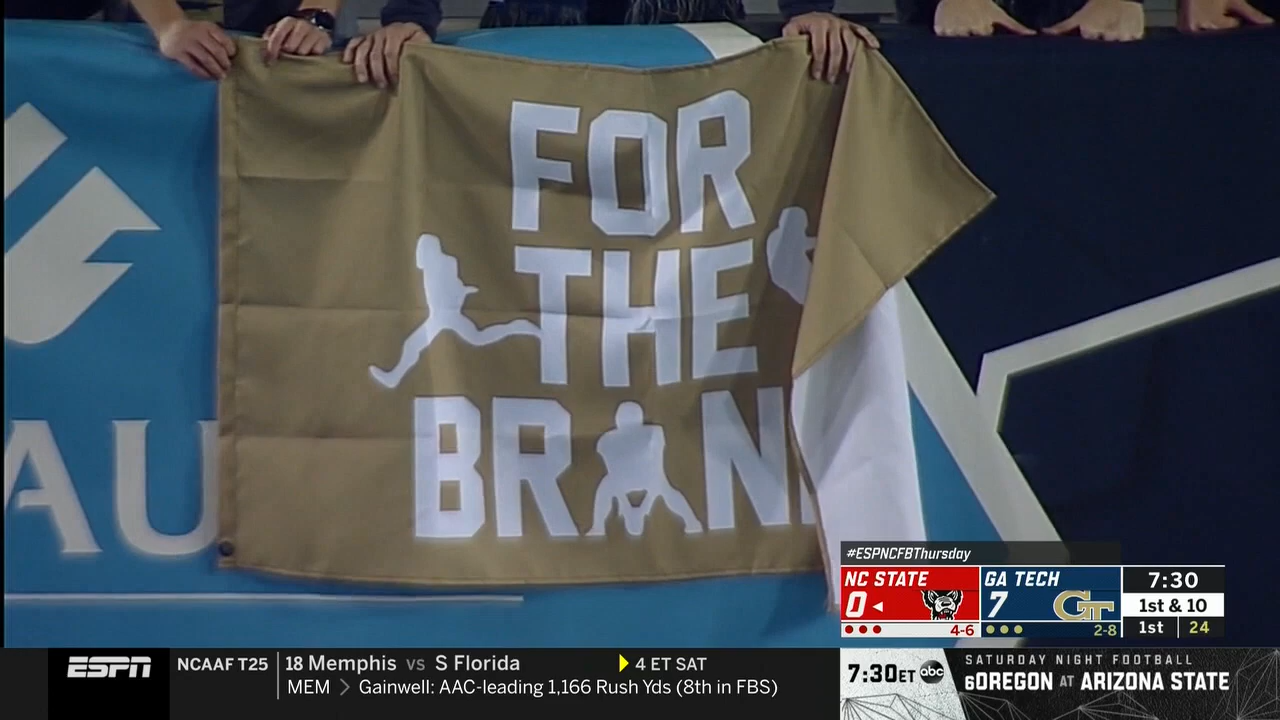 FOR
THE
BRAN
AU
#ESPNCFBThursday
NC STATE
0
4-6
GA TECH
7
GT
2-8
7:30
1st & 10
1st 24
ESPN
NCAAF T25
18 Memphis vs S Florida
4 ET SAT
MEM > Gainwell: AAC-leading 1,166 Rush Yds (8th in FBS)
7:30ET abc
SATURDAY NIGHT FOOTBALL
6OREGON AT ARIZONA STATE